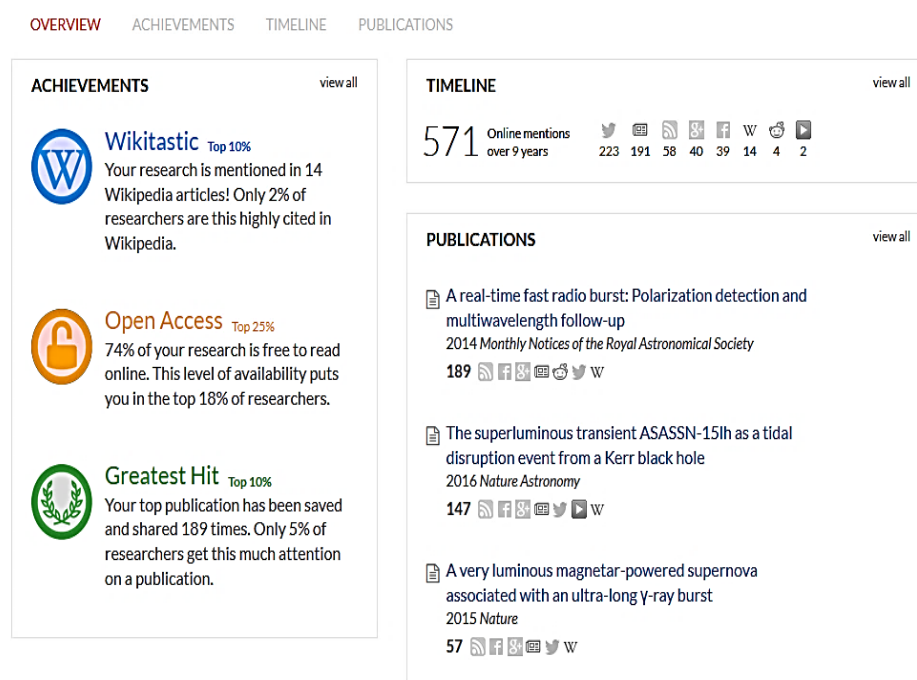 OVERVIEW ACHIEVEMENTS TIMELINE PUBLICATIONS
ACHIEVEMENTS view all
Wikitastic Top 10%
Your research is mentioned in 14
Wikipedia articles! Only 2% of
researchers are this highly cited in
Wikipedia.
Open Access Top 25%
74% of your research is free to read
online. This level of availability puts
you in the top 18% of researchers.
Greatest Hit Top 10%
Your top publication has been saved
and shared 189 times. Only 5% of
researchers get this much attention
on a publication.
TIMELINE view all
571 Online mentions
over 9 years
223 191 58 40 39 14 4 2
PUBLICATIONS view all
A real-time fast radio burst: Polarization detection and
multiwavelength follow-up
2014 Monthly Notices of the Royal Astronomical Society
189
The superluminous transient ASASSN-15lh as a tidal
disruption event from a Kerr black hole
2016 Nature Astronomy
147
A very luminous magnetar-powered supernova
associated with an ultra-long γ-ray burst
2015 Nature
57